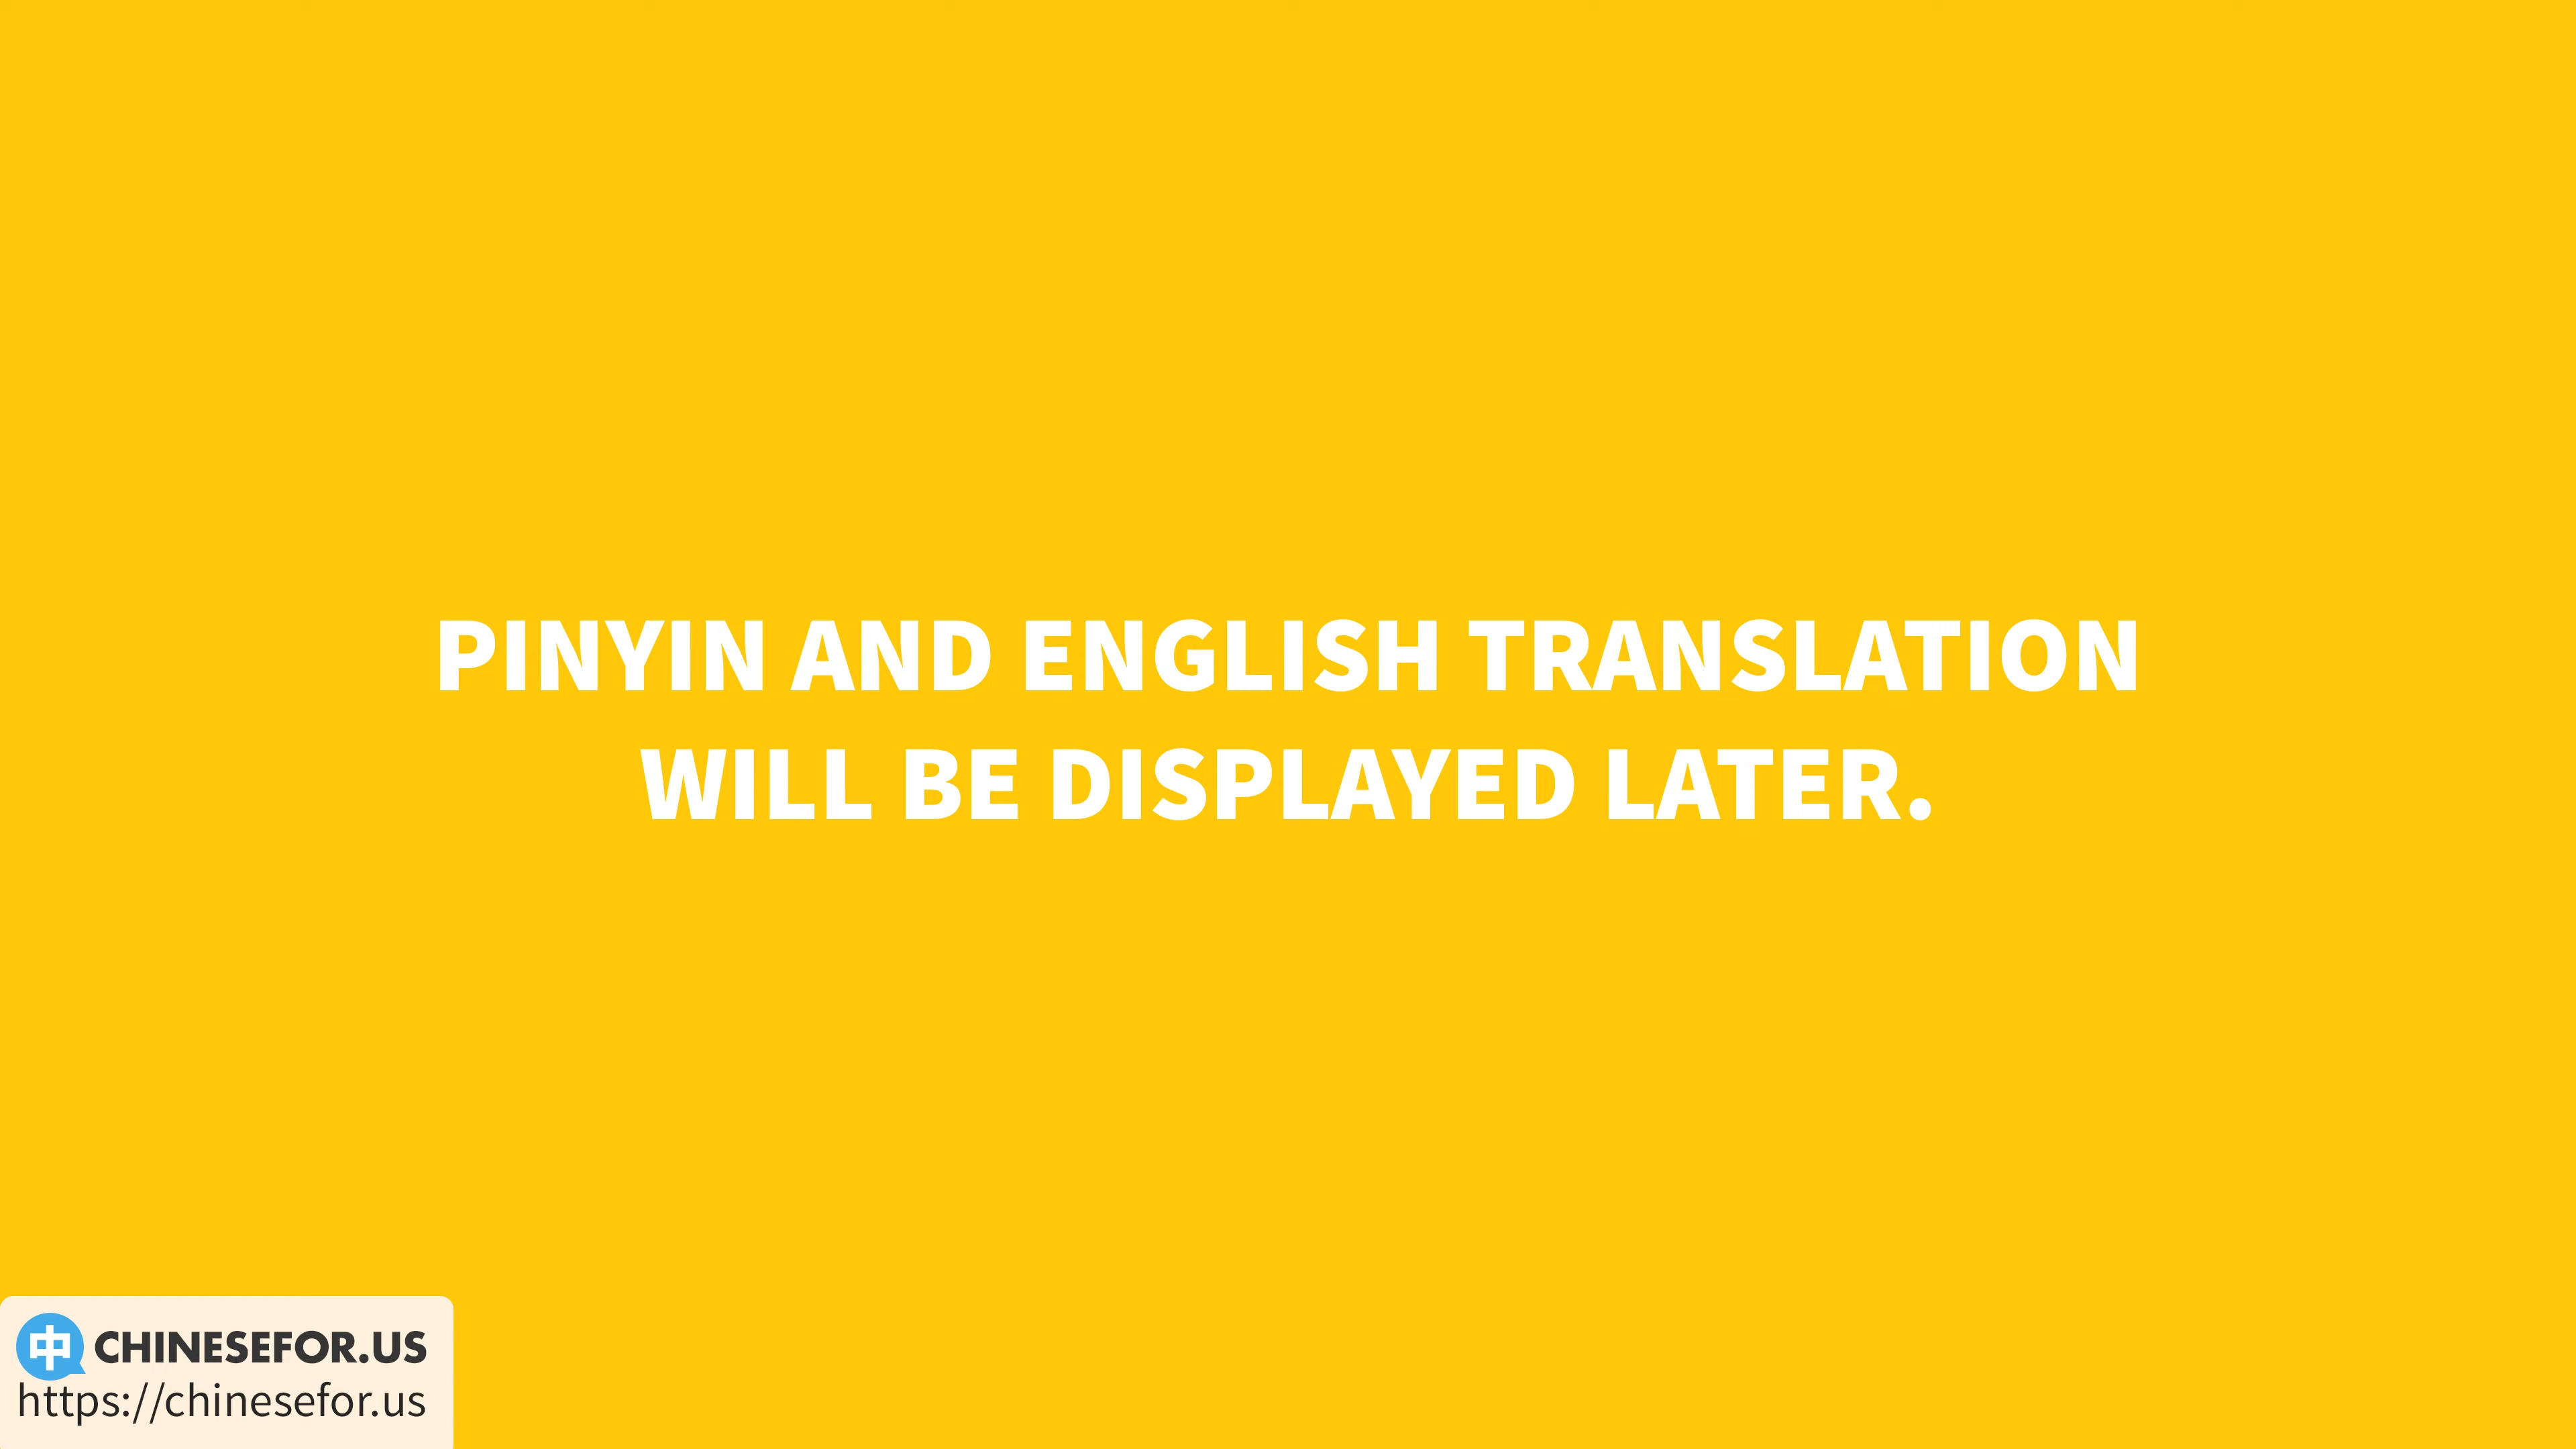 PINYIN AND ENGLISH TRANSLATION
WILL BE DISPLAYED LATER.
中 CHINESEFOR.US
https://chinesefor.us